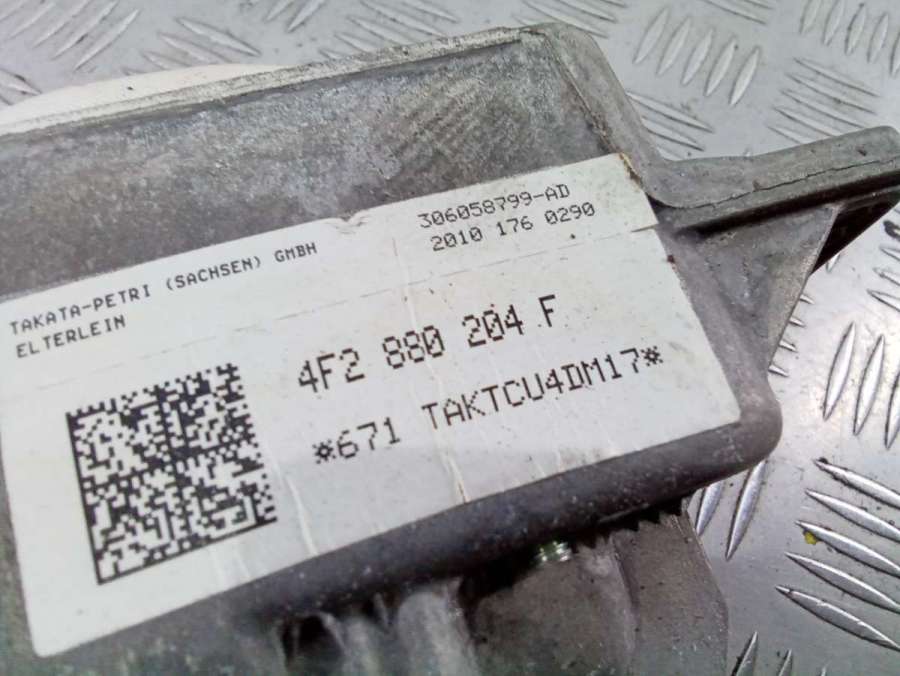 306058799-AD
2010 176 0290
TAKATA-PETRI (SACHSEN) GMBH
ELTERLEIN
4F2 880 204 F
*671 TAKTCU4DM17*